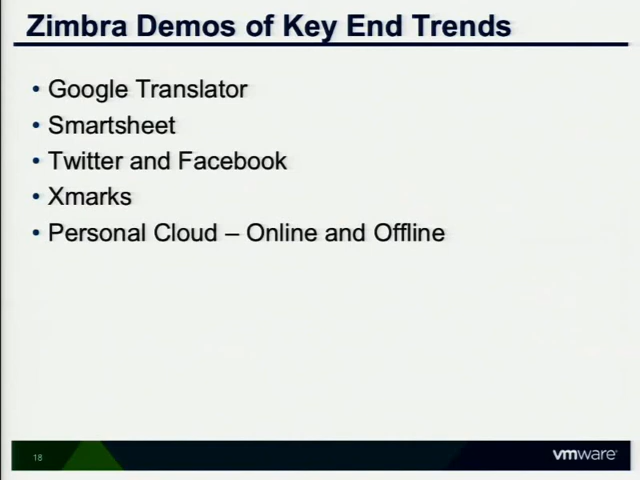 Zimbra Demos of Key End Trends
• Google Translator
• Smartsheet
• Twitter and Facebook
• Xmarks
• Personal Cloud – Online and Offline
18
vmware